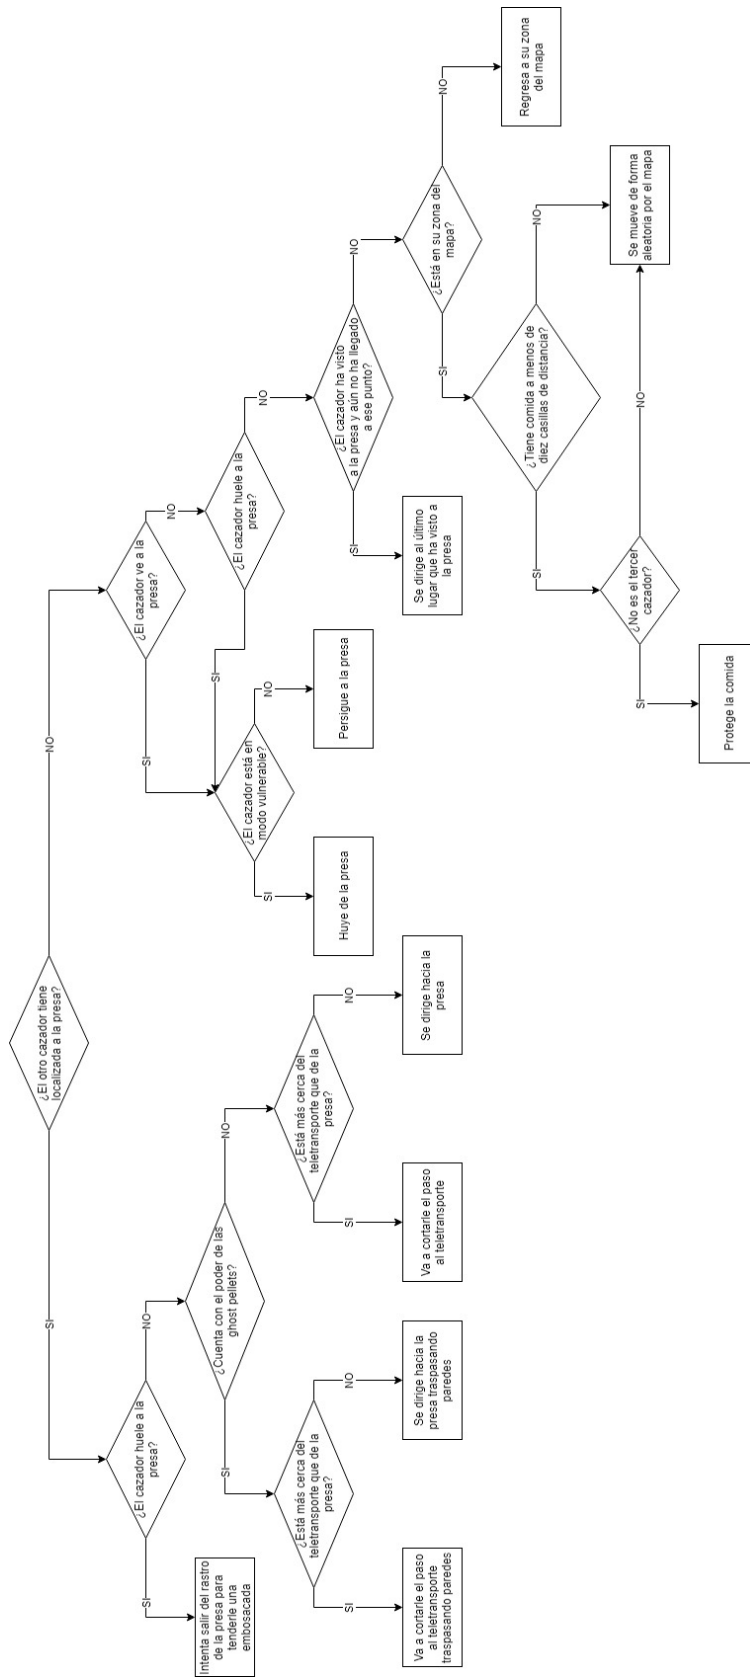 ¿El otro cazador tiene
localizada a la presa?
SI
NO
¿El cazador huele a la
presa?
¿El cazador ve a la
presa?
SI
NO
SI
NO
Intenta salir del rastro
de la presa para
tenderle una
embosacada
¿Cuenta con el poder de las
ghost pellets?
¿El cazador está en
modo vulnerable?
SI
¿El cazador huele a la
presa?
SI
NO
SI
NO
NO
¿Está más cerca del
teletransporte que de la
presa?
¿Está más cerca del
teletransporte que de la
presa?
Huye de la presa
Persigue a la presa
¿El cazador ha visto
a la presa y aún no ha llegado
a ese punto?
SI
NO
SI
NO
SI
NO
Va a cortarle el paso
al teletransporte
traspasando paredes
Se dirige hacia la
presa traspasando
paredes
Va a cortarle el paso
al teletransporte
Se dirige hacia la
presa
Se dirige al último
lugar que ha visto a
la presa
¿Está en su zona del
mapa?
SI
NO
¿Tiene comida a menos de
diez casillas de distancia?
Regresa a su zona
del mapa
SI
NO
¿No es el tercer
cazador?
Se mueve de forma
aleatoria por el mapa
SI
NO
Protege la comida